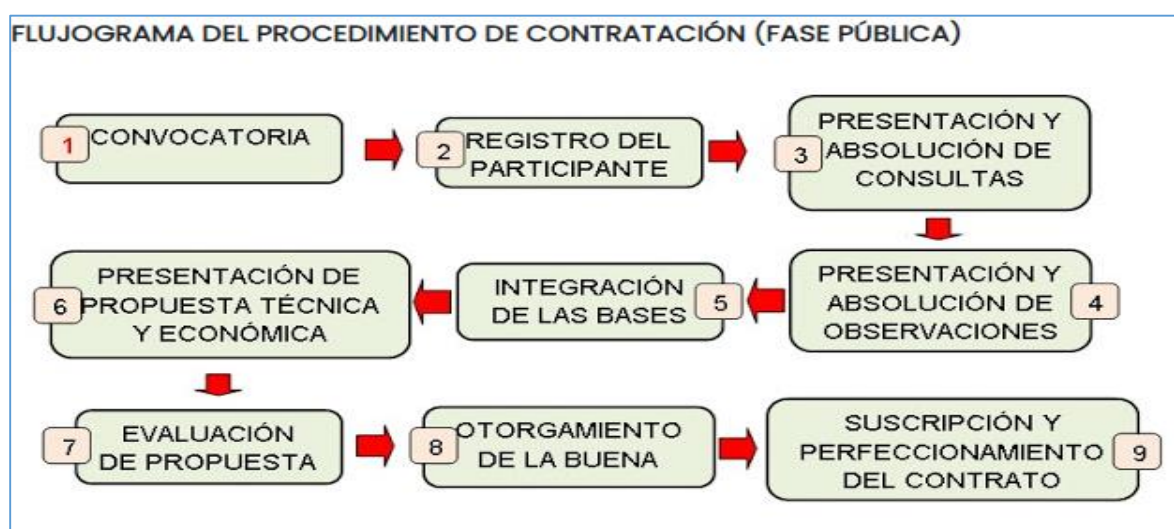 FLUJOGRAMA DEL PROCEDIMIENTO DE CONTRATACIÓN (FASE PÚBLICA)
1
CONVOCATORIA
2
REGISTRO DEL
PARTICIPANTE
3
PRESENTACIÓN Y
ABSOLUCIÓN DE
CONSULTAS
4
PRESENTACIÓN Y
ABSOLUCIÓN DE
OBSERVACIONES
5
INTEGRACIÓN
DE LAS BASES
6
PRESENTACIÓN DE
PROPUESTA TÉCNICA
Y ECONÓMICA
7
EVALUACIÓN
DE PROPUESTA
8
OTORGAMIENTO
DE LA BUENA
9
SUSCRIPCIÓN Y
PERFECCIONAMIENTO
DEL CONTRATO